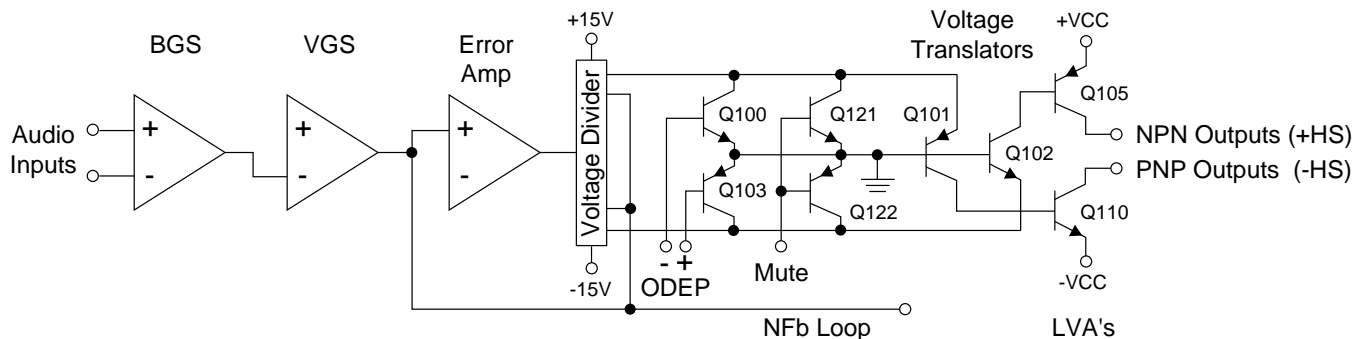 BGS
VGS
Error
Amp
+15V
Voltage
Translators
+VCC
Audio
Inputs
+
-
+
-
+
-
Voltage Divider
Q100
Q121
Q101
Q105
Q102
NPN Outputs (+HS)
PNP Outputs (-HS)
Q103
Q122
Q110
- +
ODEP
Mute
-15V
-VCC
NFb Loop
LVA's